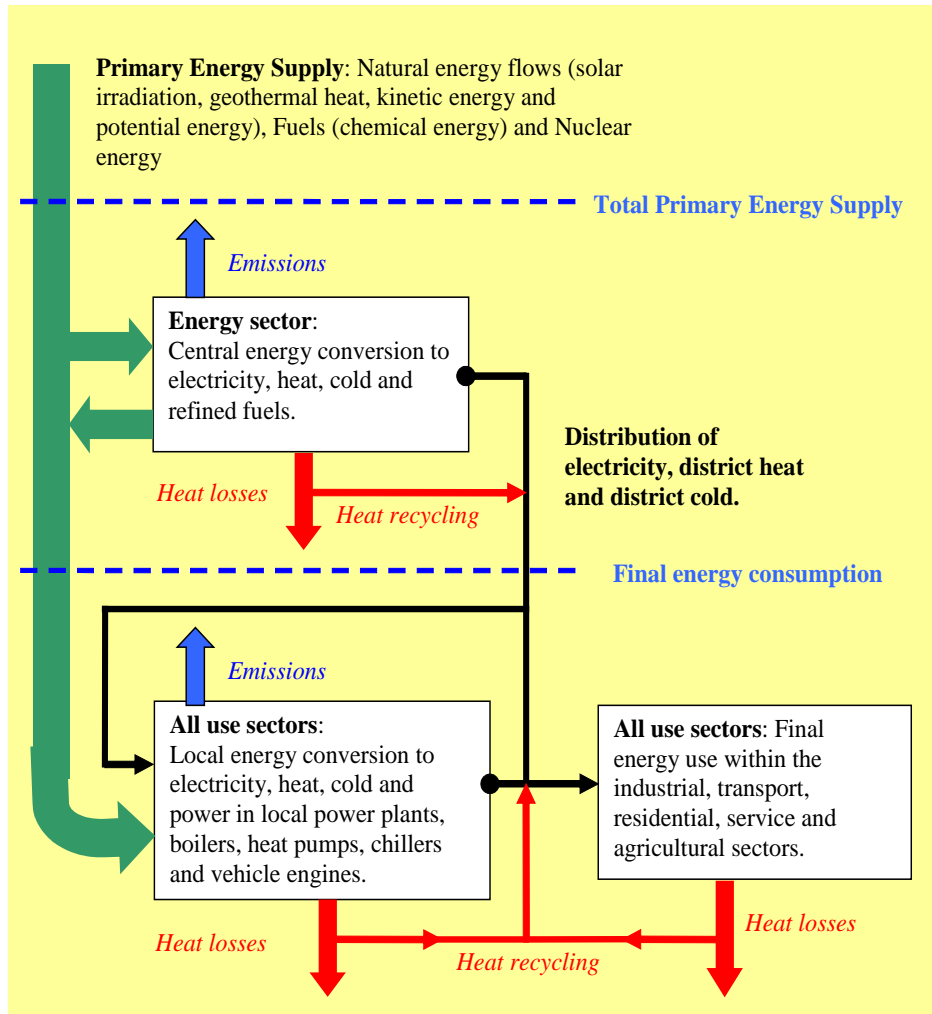 Primary Energy Supply: Natural energy flows (solar
irradiation, geothermal heat, kinetic energy and
potential energy), Fuels (chemical energy) and Nuclear
energy
Total Primary Energy Supply
Emissions
Energy sector:
Central energy conversion to
electricity, heat, cold and
refined fuels.
Distribution of
electricity, district heat
and district cold.
Heat losses
Heat recycling
Final energy consumption
Emissions
All use sectors:
Local energy conversion to
electricity, heat, cold and
power in local power plants,
boilers, heat pumps, chillers
and vehicle engines.
All use sectors: Final
energy use within the
industrial, transport,
residential, service and
agricultural sectors.
Heat losses
Heat recycling
Heat losses